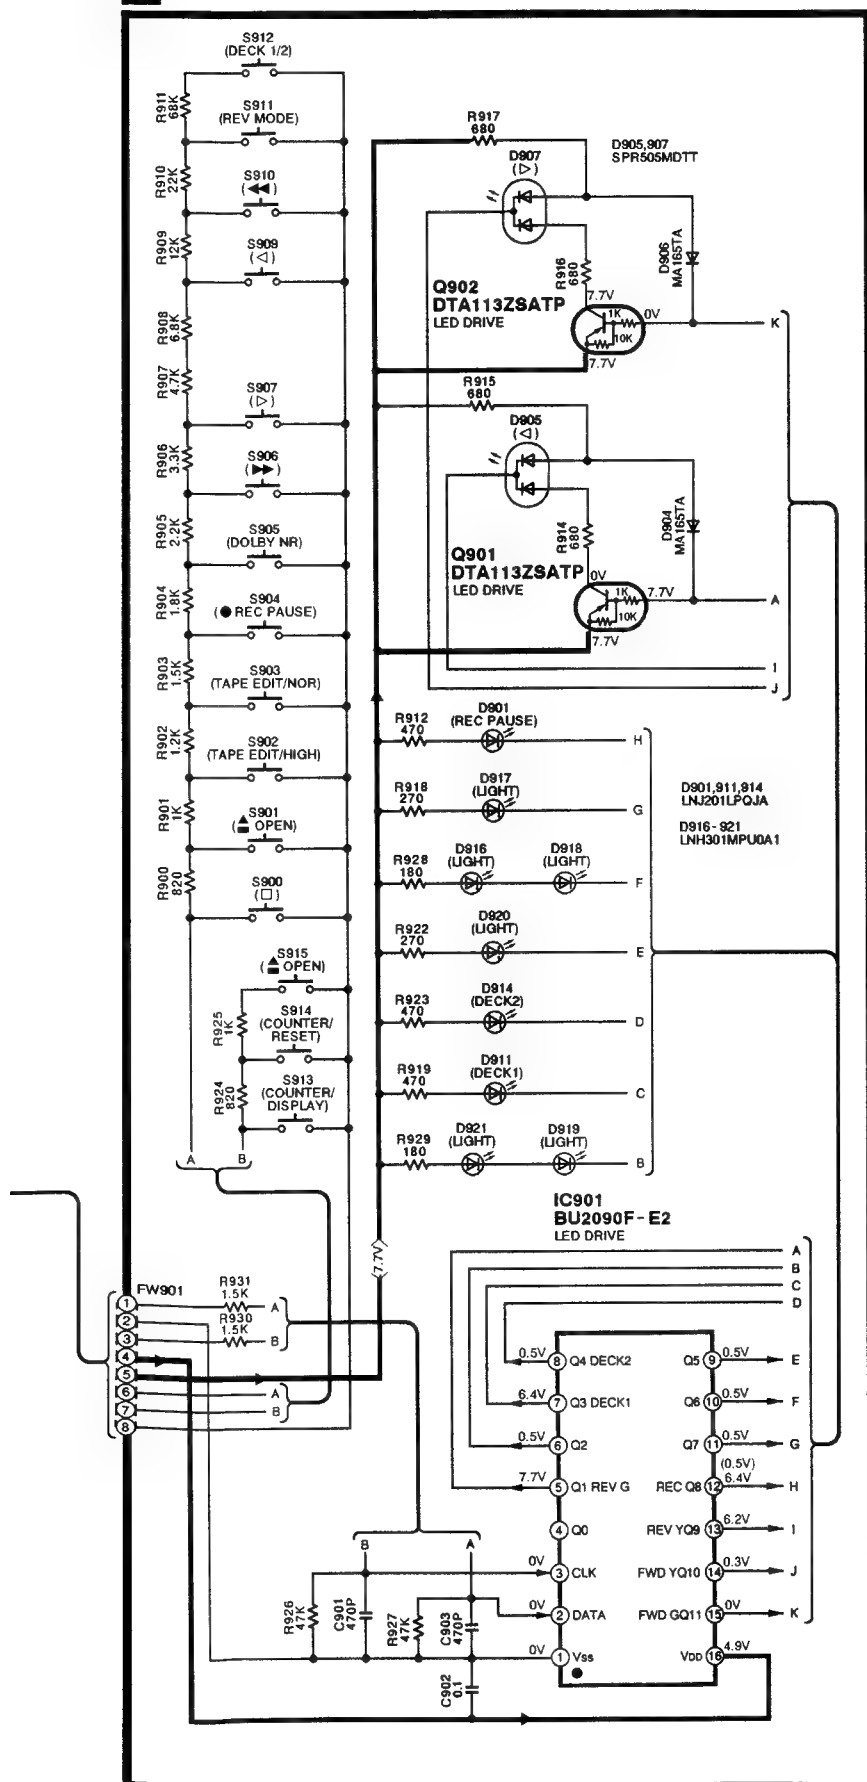 S912
(DECK 1/2)
R911
68K
S911
(REV MODE)
R910
22K
S910
(◀◀)
R909
12K
S909
(◁)
R908
6.8K
R907
4.7K
S907
(▷)
R906
3.3K
S906
(▶▶)
R905
2.2K
S905
(DOLBY NR)
R904
1.8K
S904
(● REC PAUSE)
R903
1.5K
S903
(TAPE EDIT/NOR)
R902
1.2K
S902
(TAPE EDIT/HIGH)
R901
1K
S901
(⏏ OPEN)
R900
820
S900
(□)
S915
(⏏ OPEN)
R925
1K
S914
(COUNTER/
RESET)
R924
820
S913
(COUNTER/
DISPLAY)
A
B
R917
680
D907
(▷)
D905,907
SPR505MDTT
R916
680
D906
MA165TA
Q902
DTA113ZSATP
LED DRIVE
7.7V
1K
10K
0V
7.7V
K
R915
680
D905
(◁)
R914
680
D904
MA165TA
Q901
DTA113ZSATP
LED DRIVE
0V
1K
10K
7.7V
7.7V
A
I
J
R912
470
D901
(REC PAUSE)
H
R918
270
D917
(LIGHT)
G
R928
180
D916
(LIGHT)
D918
(LIGHT)
F
R922
270
D920
(LIGHT)
E
R923
470
D914
(DECK2)
D
R919
470
D911
(DECK1)
C
R929
180
D921
(LIGHT)
D919
(LIGHT)
B
D901,911,914
LNJ201LPQJA
D916-921
LNH301MPU0A1
(7.7V)
IC901
BU2090F-E2
LED DRIVE
A
B
C
D
FW901
1
2
3
4
5
6
7
8
R931
1.5K
A
R930
1.5K
B
A
B
0.5V 8 Q4 DECK2
Q5 9 0.5V E
6.4V 7 Q3 DECK1
Q6 10 0.5V F
0.5V 6 Q2
Q7 11 0.5V G
(0.5V)
7.7V 5 Q1 REV G
REC Q8 12 6.4V H
4 Q0
REV YQ9 13 6.2V I
0V 3 CLK
FWD YQ10 14 0.3V J
0V 2 DATA
FWD GQ11 15 0V K
0V 1 Vss
VDD 16 4.9V
B
A
R926
47K
C901
470P
R927
47K
C903
470P
C902
0.1